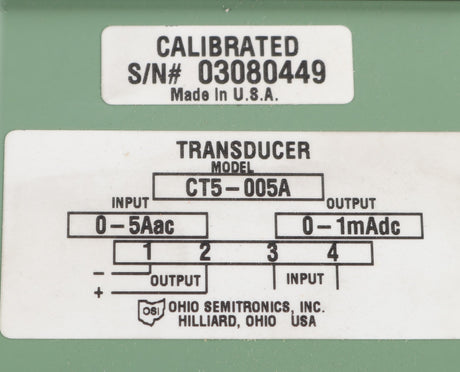 CALIBRATED
S/N# 03080449
Made In U.S.A.
TRANSDUCER
MODEL
CT5-005A
INPUT OUTPUT
0-5Aac 0-1mAdc
1 2 3 4
- OUTPUT INPUT
+
OSI OHIO SEMITRONICS, INC.
HILLIARD, OHIO USA